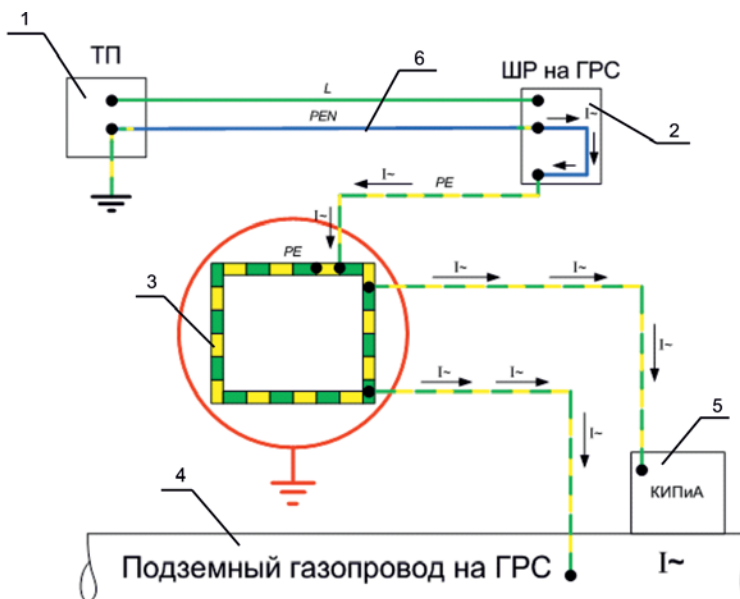 1
ТП
6
ШР на ГРС
L
I~
2
PEN
PE
I~
PE
I~
I~
3
I~
I~
I~
I~
5
КИПиА
4
Подземный газопровод на ГРС
I~